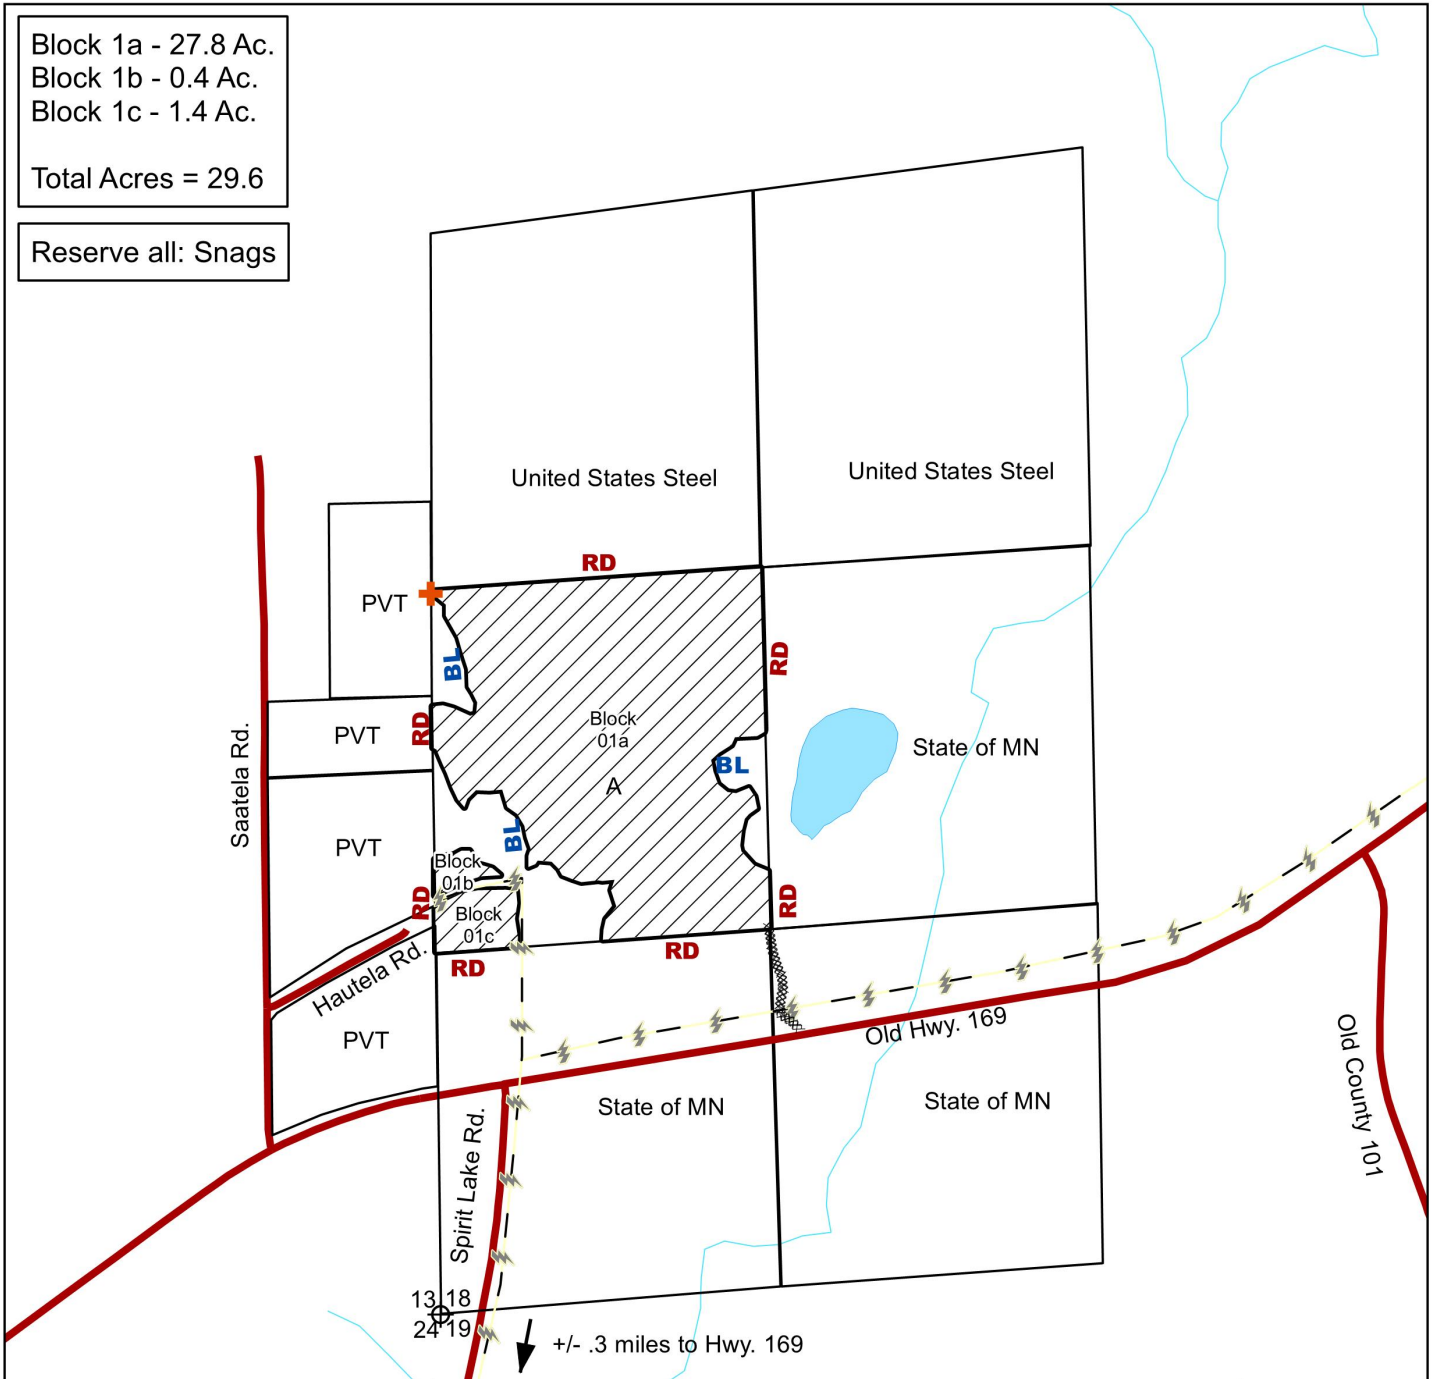 Block 1a - 27.8 Ac.
Block 1b - 0.4 Ac.
Block 1c - 1.4 Ac.
Total Acres = 29.6
Reserve all: Snags
United States Steel
United States Steel
RD
PVT
BL
RD
RD
PVT
Block
01a
A
BL
State of MN
Saatela Rd.
BL
PVT
Block
01b
RD
Block
01c
RD
RD
RD
Hautela Rd.
PVT
Old Hwy. 169
Old County 101
State of MN
State of MN
Spirit Lake Rd.
13 18
24 19
+/- .3 miles to Hwy. 169